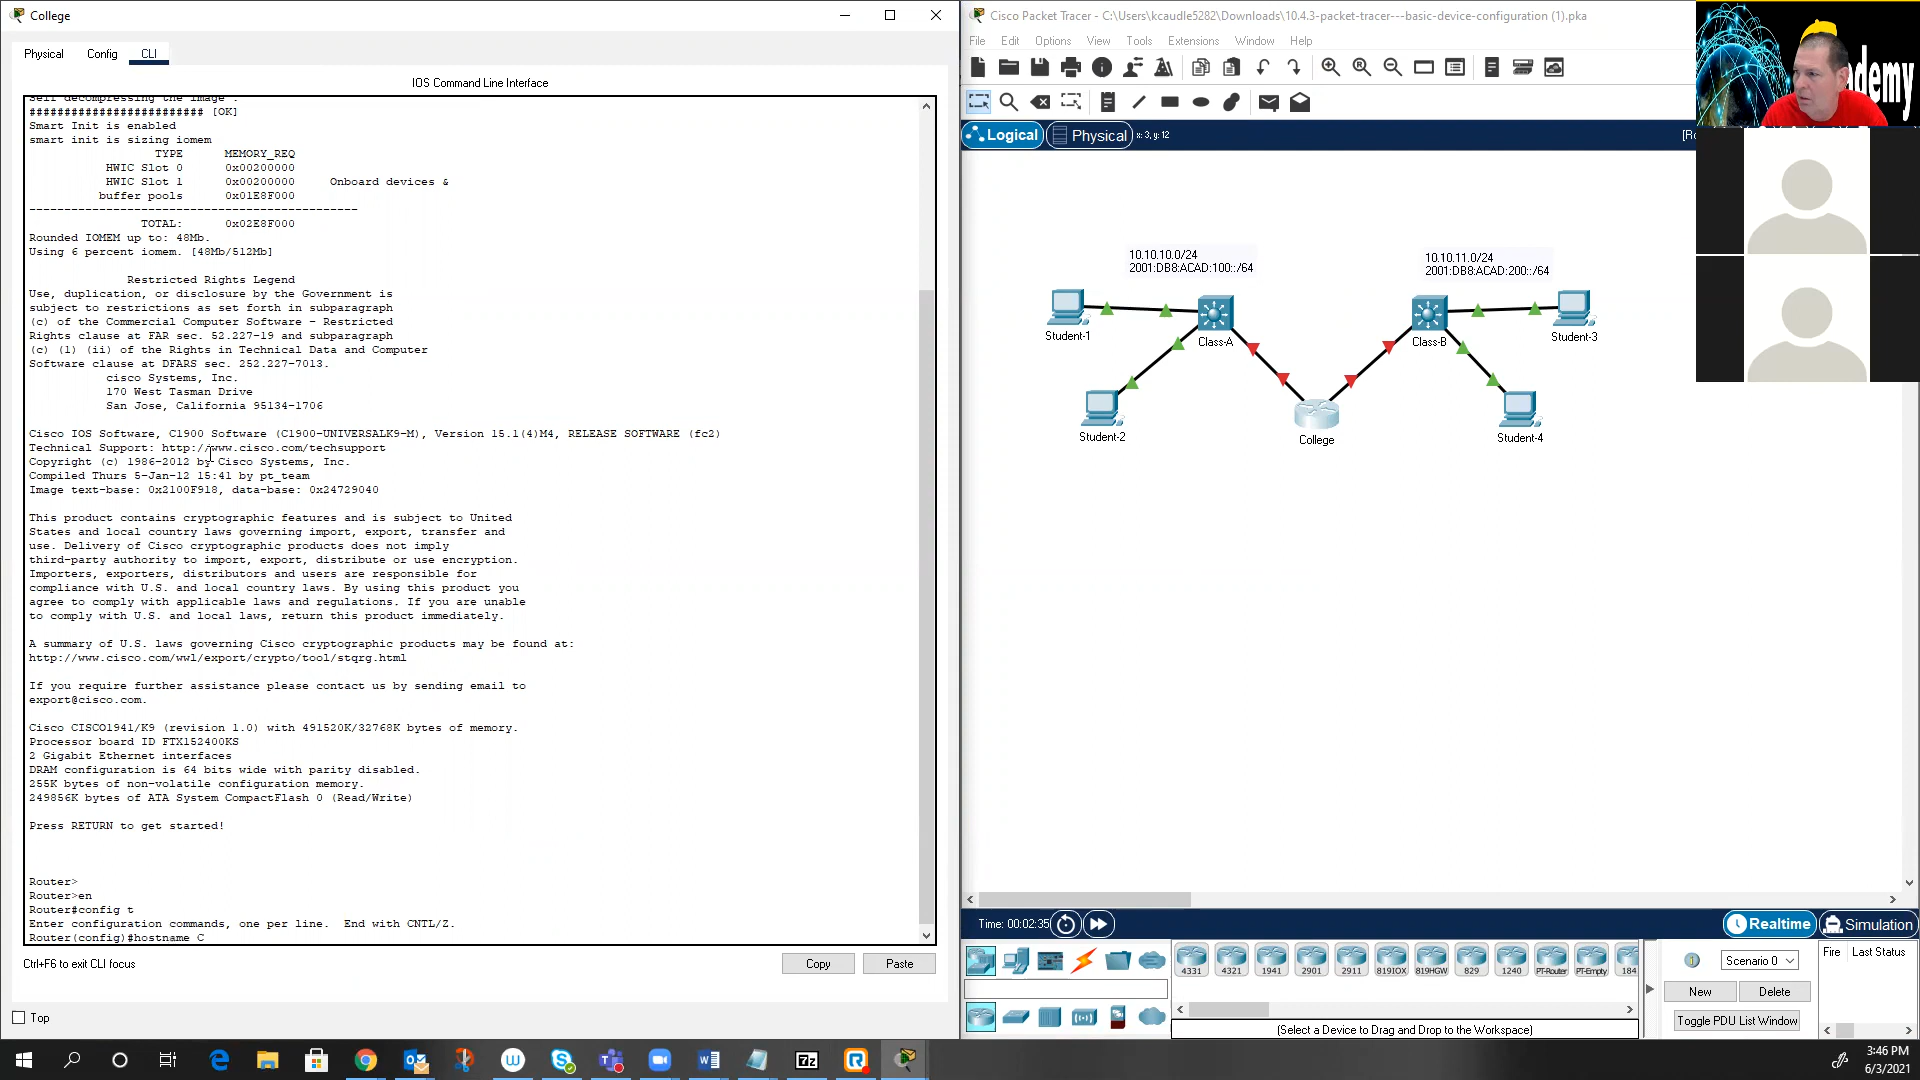 College
Physical Config CLI
IOS Command Line Interface
Self decompressing the image :
######################### [OK]
Smart Init is enabled
smart init is sizing iomem
TYPE MEMORY_REQ
HWIC Slot 0 0x00200000
HWIC Slot 1 0x00200000 Onboard devices &
buffer pools 0x01E8F000
-----------------------------------------------
TOTAL: 0x02E8F000
Rounded IOMEM up to: 48Mb.
Using 6 percent iomem. [48Mb/512Mb]
Restricted Rights Legend
Use, duplication, or disclosure by the Government is
subject to restrictions as set forth in subparagraph
(c) of the Commercial Computer Software - Restricted
Rights clause at FAR sec. 52.227-19 and subparagraph
(c) (1) (ii) of the Rights in Technical Data and Computer
Software clause at DFARS sec. 252.227-7013.
cisco Systems, Inc.
170 West Tasman Drive
San Jose, California 95134-1706
Cisco IOS Software, C1900 Software (C1900-UNIVERSALK9-M), Version 15.1(4)M4, RELEASE SOFTWARE (fc2)
Technical Support: http://www.cisco.com/techsupport
Copyright (c) 1986-2012 by Cisco Systems, Inc.
Compiled Thurs 5-Jan-12 15:41 by pt_team
Image text-base: 0x2100F918, data-base: 0x24729040
This product contains cryptographic features and is subject to United
States and local country laws governing import, export, transfer and
use. Delivery of Cisco cryptographic products does not imply
third-party authority to import, export, distribute or use encryption.
Importers, exporters, distributors and users are responsible for
compliance with U.S. and local country laws. By using this product you
agree to comply with applicable laws and regulations. If you are unable
to comply with U.S. and local laws, return this product immediately.
A summary of U.S. laws governing Cisco cryptographic products may be found at:
http://www.cisco.com/wwl/export/crypto/tool/stqrg.html
If you require further assistance please contact us by sending email to
export@cisco.com.
Cisco CISCO1941/K9 (revision 1.0) with 491520K/32768K bytes of memory.
Processor board ID FTX152400KS
2 Gigabit Ethernet interfaces
DRAM configuration is 64 bits wide with parity disabled.
255K bytes of non-volatile configuration memory.
249856K bytes of ATA System CompactFlash 0 (Read/Write)
Press RETURN to get started!
Router>
Router>en
Router#config t
Enter configuration commands, one per line. End with CNTL/Z.
Router(config)#hostname C
Ctrl+F6 to exit CLI focus
Copy Paste
Top
Cisco Packet Tracer - C:\Users\kcaudle5282\Downloads\10.4.3-packet-tracer---basic-device-configuration (1).pka
File Edit Options View Tools Extensions Window Help
Logical Physical x: 3, y: 12
ademy
10.10.10.0/24
2001:DB8:ACAD:100::/64
10.10.11.0/24
2001:DB8:ACAD:200::/64
Student-1 Class-A Class-B Student-3
Student-2 College Student-4
Time: 00:02:35
Realtime Simulation
4331 4321 1941 2901 2911 819IOX 819HGW 829 1240 PT-Router PT-Empty 184
(Select a Device to Drag and Drop to the Workspace)
Scenario 0
New Delete
Toggle PDU List Window
Fire Last Status
3:46 PM
6/3/2021